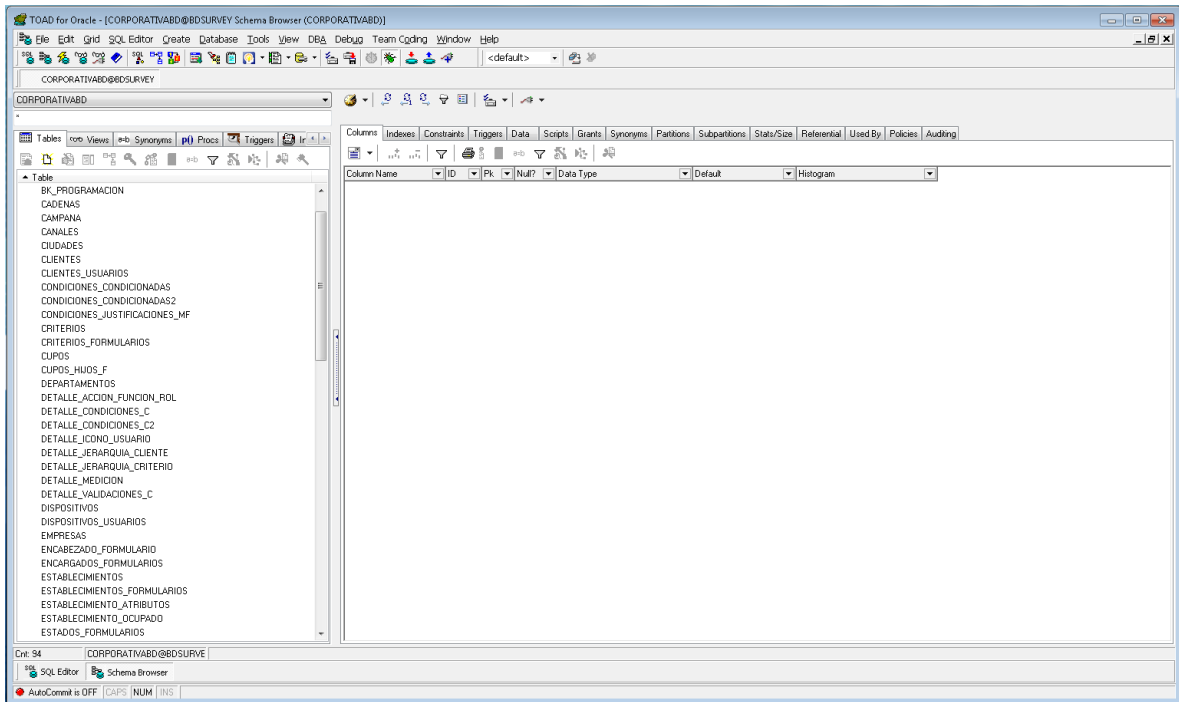 TOAD for Oracle - [CORPORATIVABD@BDSURVEY Schema Browser (CORPORATIVABD)]
File Edit Grid SQL Editor Create Database Tools View DBA Debug Team Coding Window Help
<default>
CORPORATIVABD@BDSURVEY
CORPORATIVABD
*
Tables Views Synonyms p() Procs Triggers Ir
Columns Indexes Constraints Triggers Data Scripts Grants Synonyms Partitions Subpartitions Stats/Size Referential Used By Policies Auditing
Column Name ID Pk Null? Data Type Default Histogram
Table
BK_PROGRAMACION
CADENAS
CAMPANA
CANALES
CIUDADES
CLIENTES
CLIENTES_USUARIOS
CONDICIONES_CONDICIONADAS
CONDICIONES_CONDICIONADAS2
CONDICIONES_JUSTIFICACIONES_MF
CRITERIOS
CRITERIOS_FORMULARIOS
CUPOS
CUPOS_HIJOS_F
DEPARTAMENTOS
DETALLE_ACCION_FUNCION_ROL
DETALLE_CONDICIONES_C
DETALLE_CONDICIONES_C2
DETALLE_ICONO_USUARIO
DETALLE_JERARQUIA_CLIENTE
DETALLE_JERARQUIA_CRITERIO
DETALLE_MEDICION
DETALLE_VALIDACIONES_C
DISPOSITIVOS
DISPOSITIVOS_USUARIOS
EMPRESAS
ENCABEZADO_FORMULARIO
ENCARGADOS_FORMULARIOS
ESTABLECIMIENTOS
ESTABLECIMIENTOS_FORMULARIOS
ESTABLECIMIENTO_ATRIBUTOS
ESTABLECIMIENTO_OCUPADO
ESTADOS_FORMULARIOS
Cnt: 94 CORPORATIVABD@BDSURVE
SQL Editor Schema Browser
AutoCommit is OFF CAPS NUM INS